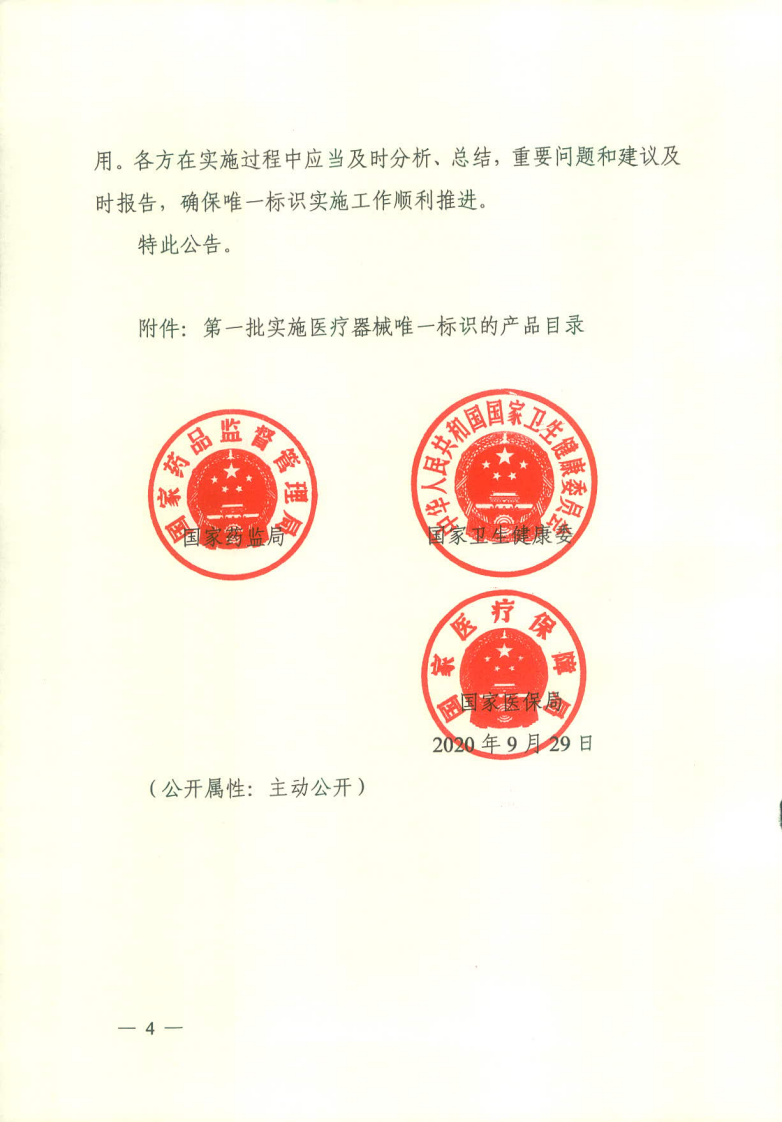 用。各方在实施过程中应当及时分析、总结，重要问题和建议及
时报告，确保唯一标识实施工作顺利推进。
特此公告。
附件：第一批实施医疗器械唯一标识的产品目录
国家药品监督管理局
国家药监局
中华人民共和国国家卫生健康委员会
国家卫生健康委
国家医疗保障局
国家医保局
2020年9月29日
（公开属性：主动公开）
— 4 —